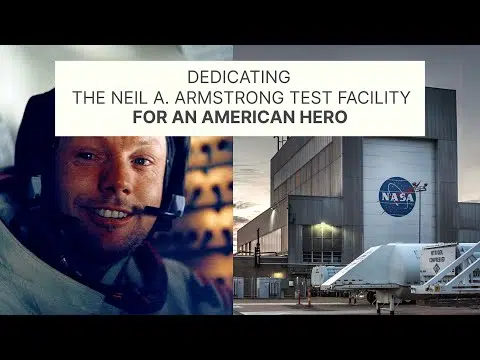 DEDICATING
THE NEIL A. ARMSTRONG TEST FACILITY
FOR AN AMERICAN HERO
NASA